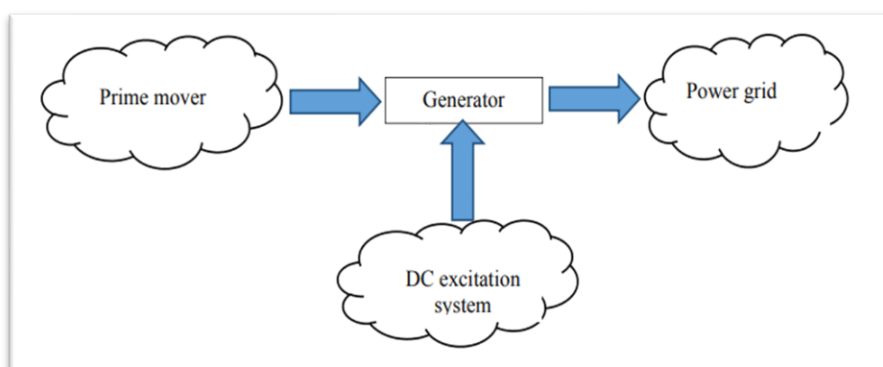 Prime mover
Generator
Power grid
DC excitation
system